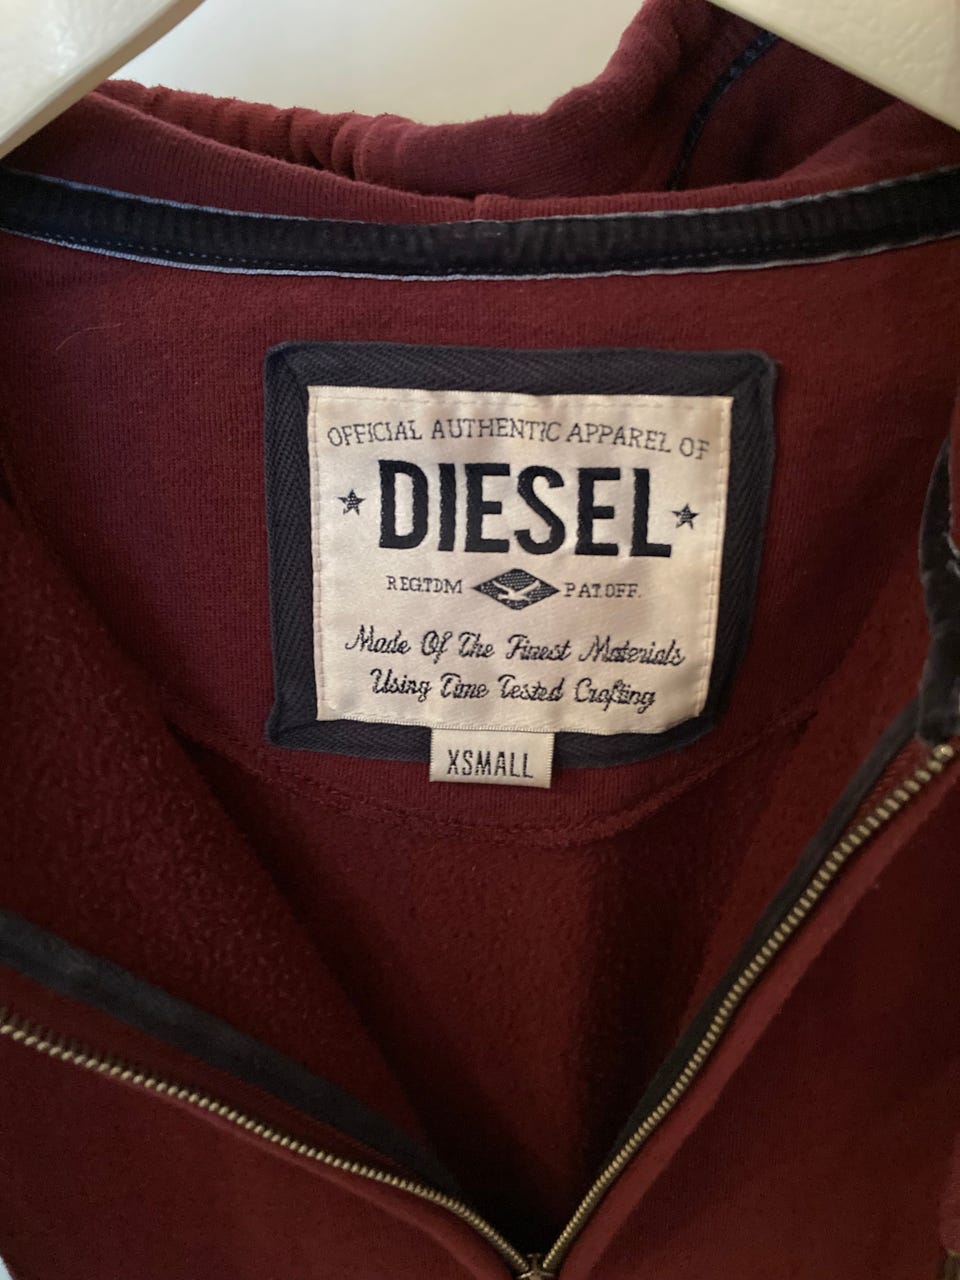 OFFICIAL AUTHENTIC APPAREL OF
DIESEL
REGTDM PAT.OFF.
Made Of The Finest Materials
Using Time Tested Crafting
XSMALL